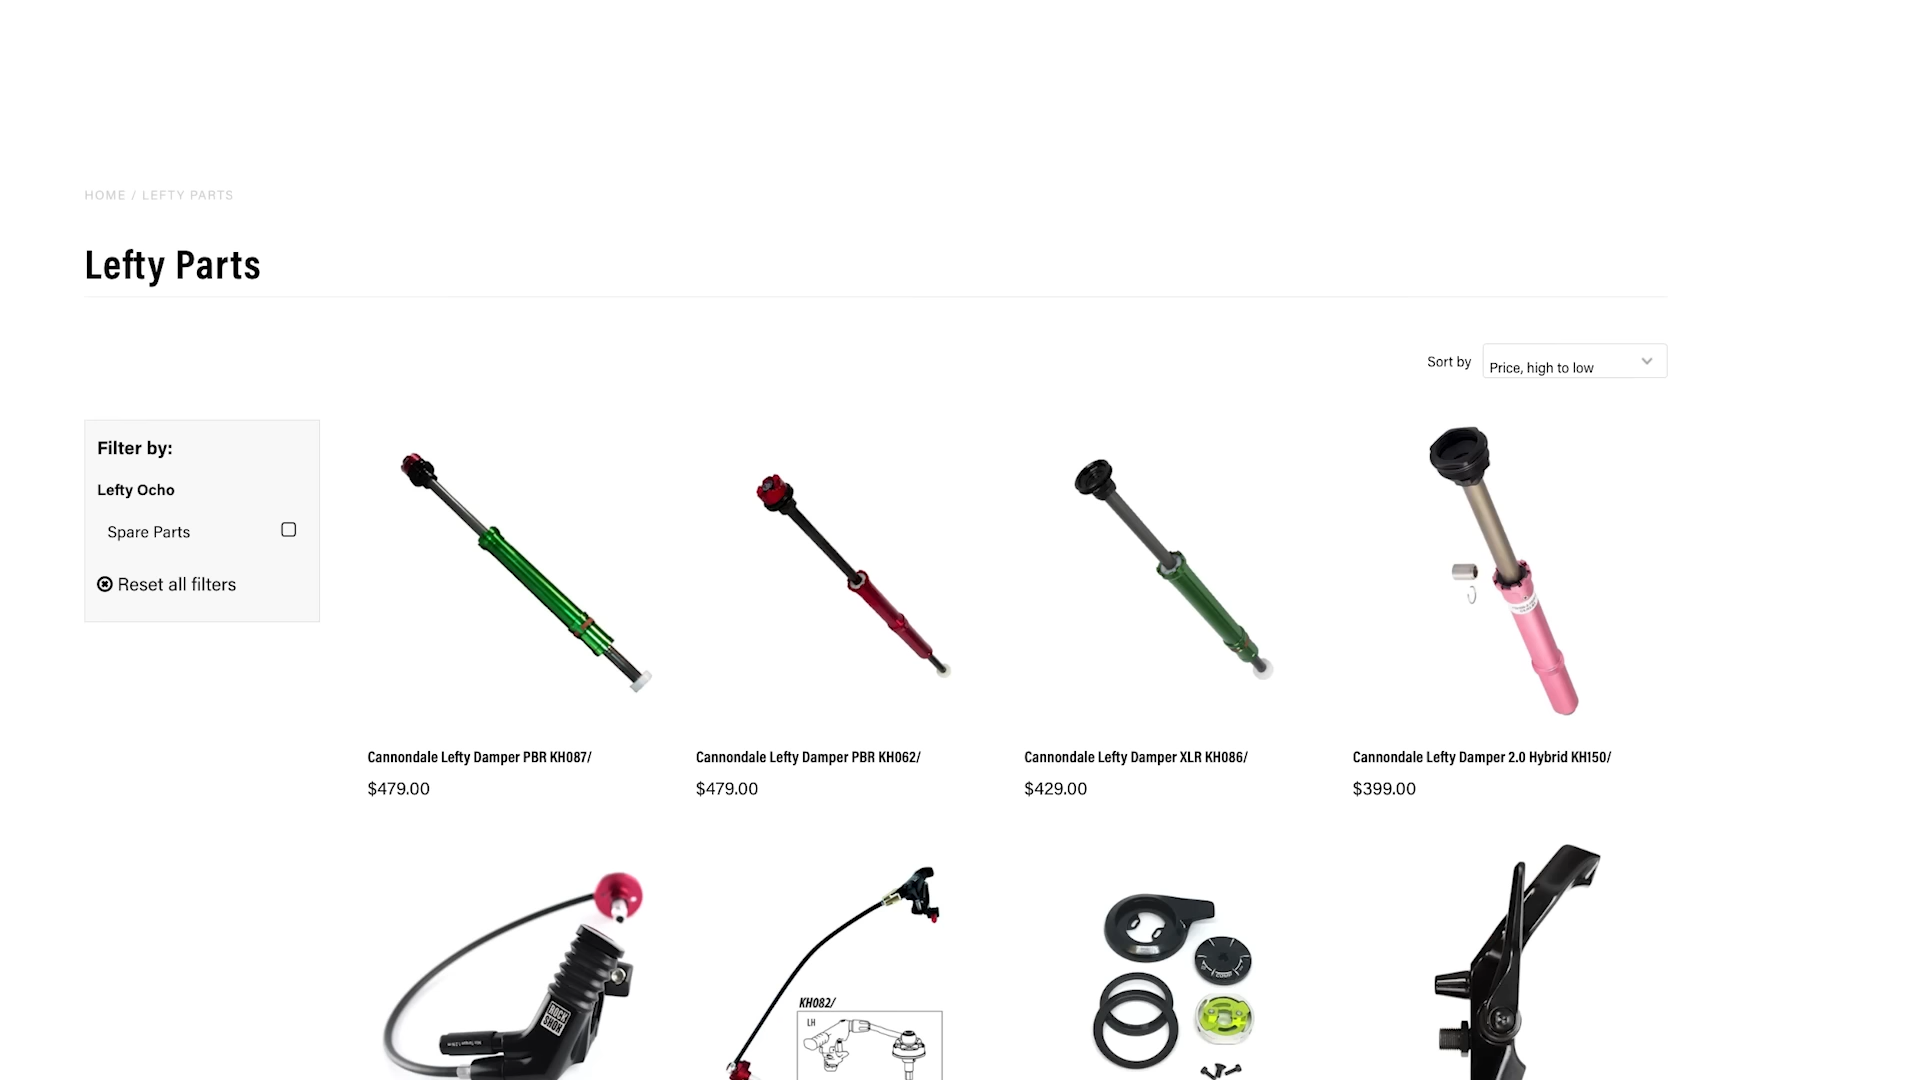 HOME / LEFTY PARTS
Lefty Parts
Sort by
Price, high to low
Filter by:
Lefty Ocho
Spare Parts
Reset all filters
Cannondale Lefty Damper PBR KH087/
$479.00
Cannondale Lefty Damper PBR KH062/
$479.00
Cannondale Lefty Damper XLR KH086/
$429.00
Cannondale Lefty Damper 2.0 Hybrid KH150/
$399.00
ROCK
SHOX
KH082/
LH